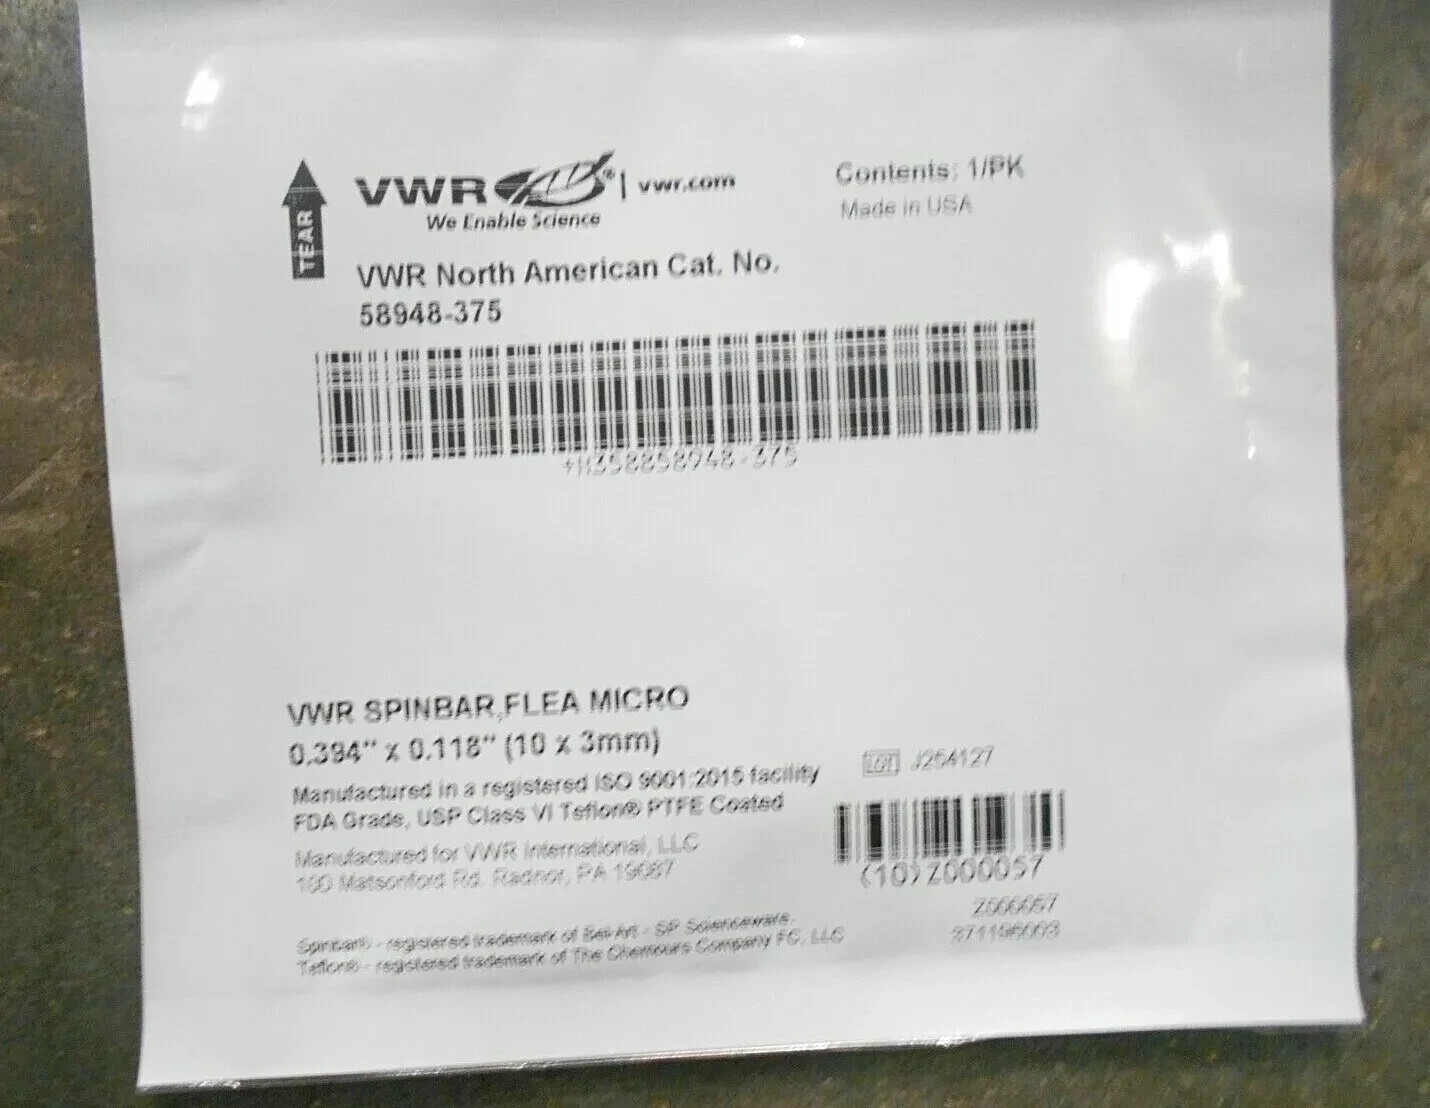 TEAR
VWR® | vwr.com
We Enable Science
Contents: 1/PK
Made in USA
VWR North American Cat. No.
58948-375
+H358858948-375
VWR SPINBAR,FLEA MICRO
0.394" x 0.118" (10 x 3mm)
Manufactured in a registered ISO 9001:2015 facility
FDA Grade, USP Class VI Teflon® PTFE Coated
Manufactured for VWR International, LLC
100 Matsonford Rd. Radnor, PA 19087
LOT J254127
(10)Z000057
Z000057
Spinbar® - registered trademark of Bel-Art - SP Scienceware.
Teflon® - registered trademark of The Chemours Company FC, LLC